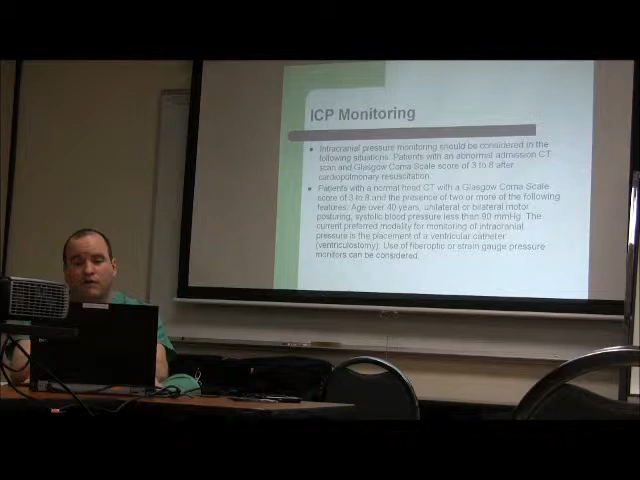 ICP Monitoring
Intracranial pressure monitoring should be considered in the
following situations. Patients with an abnormal admission CT
scan and Glasgow Coma Scale score of 3 to 8 after
cardiopulmonary resuscitation.
Patients with a normal head CT with a Glasgow Coma Scale
score of 3 to 8 and the presence of two or more of the following
features: Age over 40 years, unilateral or bilateral motor
posturing, systolic blood pressure less than 90 mmHg. The
current preferred modality for monitoring of intracranial
pressure is the placement of a ventricular catheter
(ventriculostomy). Use of fiberoptic or strain gauge pressure
monitors can be considered.